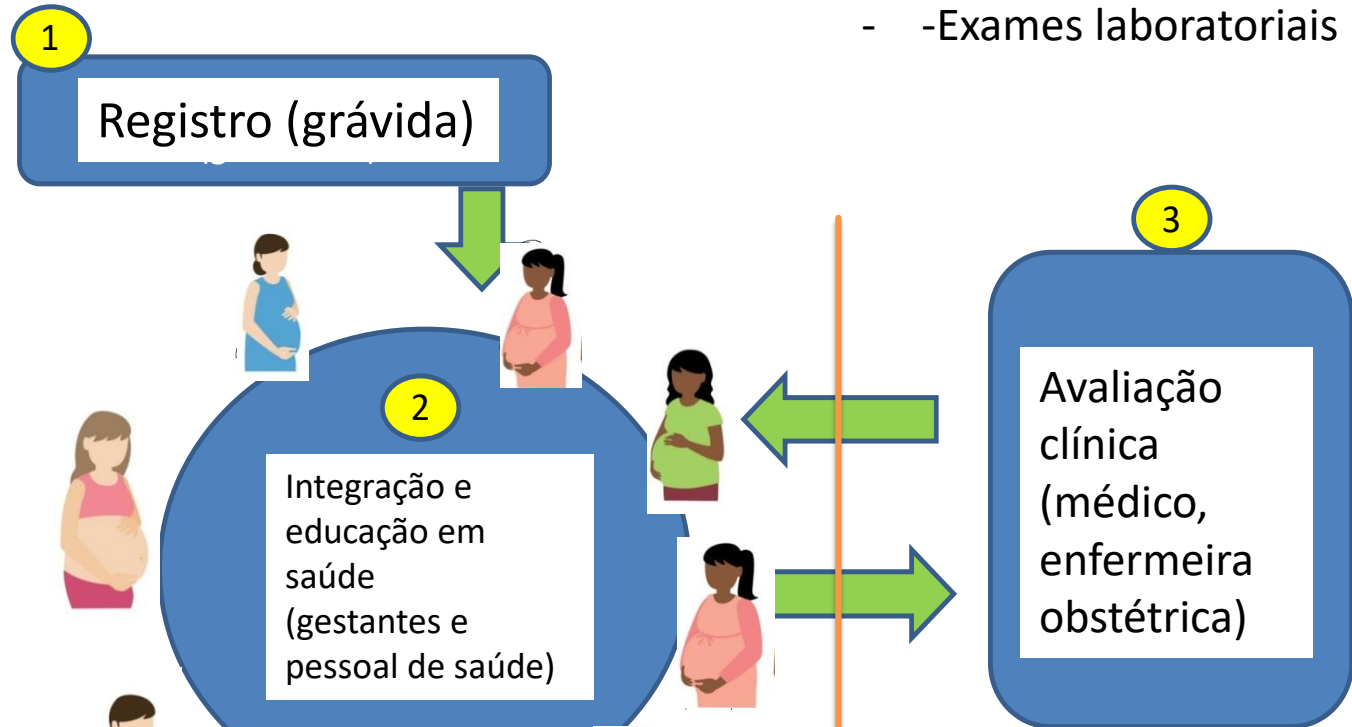 1
- -Exames laboratoriais
Registro (grávida)
3
2
Integração e
educação em
saúde
(gestantes e
pessoal de saúde)
Avaliação
clínica
(médico,
enfermeira
obstétrica)